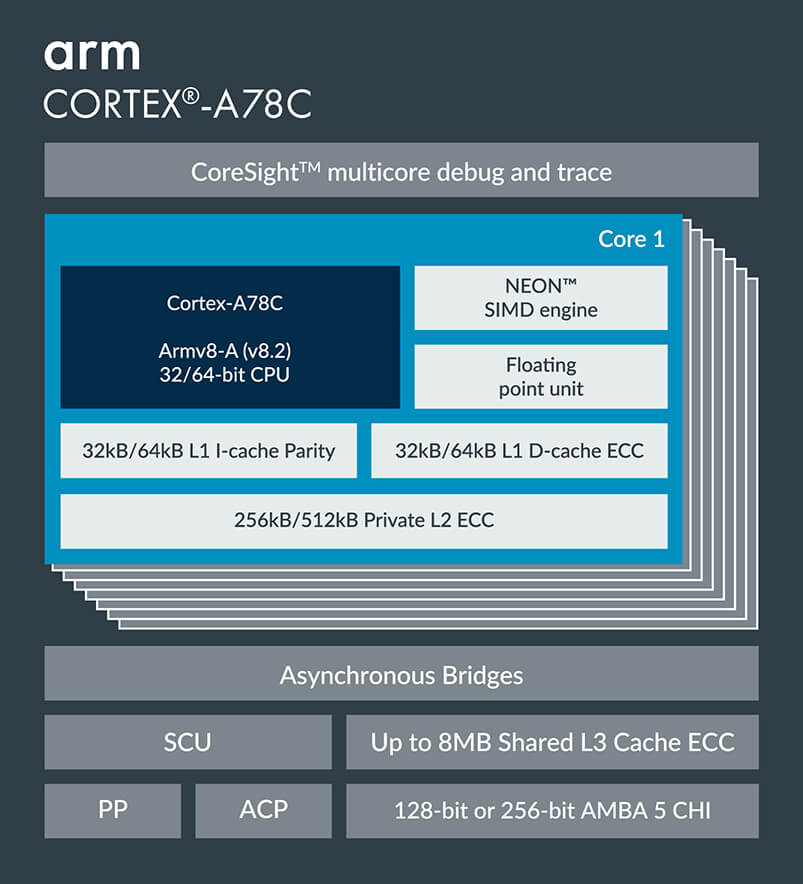 arm
CORTEX®-A78C
CoreSight™ multicore debug and trace
Core 1
Cortex-A78C
Armv8-A (v8.2)
32/64-bit CPU
NEON™
SIMD engine
Floating
point unit
32kB/64kB L1 I-cache Parity
32kB/64kB L1 D-cache ECC
256kB/512kB Private L2 ECC
Asynchronous Bridges
SCU
Up to 8MB Shared L3 Cache ECC
PP
ACP
128-bit or 256-bit AMBA 5 CHI